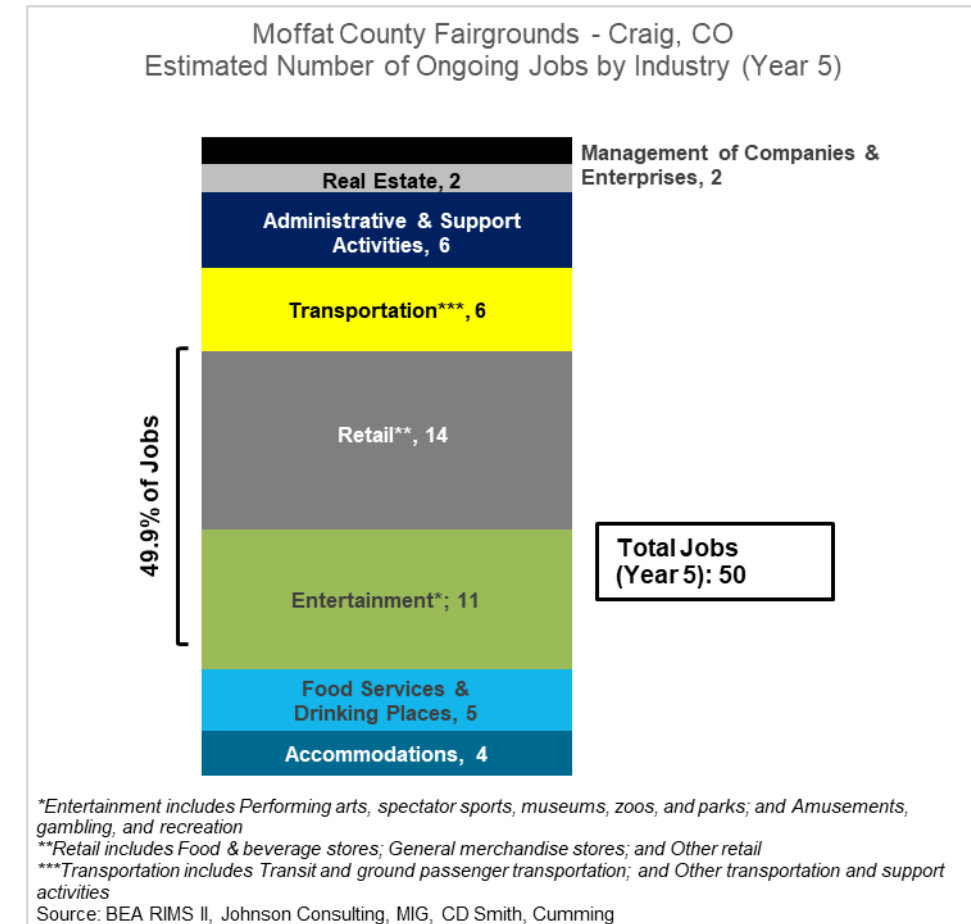 Moffat County Fairgrounds - Craig, CO
Estimated Number of Ongoing Jobs by Industry (Year 5)
Management of Companies &
Enterprises, 2
Real Estate, 2
Administrative & Support
Activities, 6
Transportation***, 6
49.9% of Jobs
Retail**, 14
Total Jobs
(Year 5): 50
Entertainment*; 11
Food Services &
Drinking Places, 5
Accommodations, 4
*Entertainment includes Performing arts, spectator sports, museums, zoos, and parks; and Amusements,
gambling, and recreation
**Retail includes Food & beverage stores; General merchandise stores; and Other retail
***Transportation includes Transit and ground passenger transportation; and Other transportation and support
activities
Source: BEA RIMS II, Johnson Consulting, MIG, CD Smith, Cumming